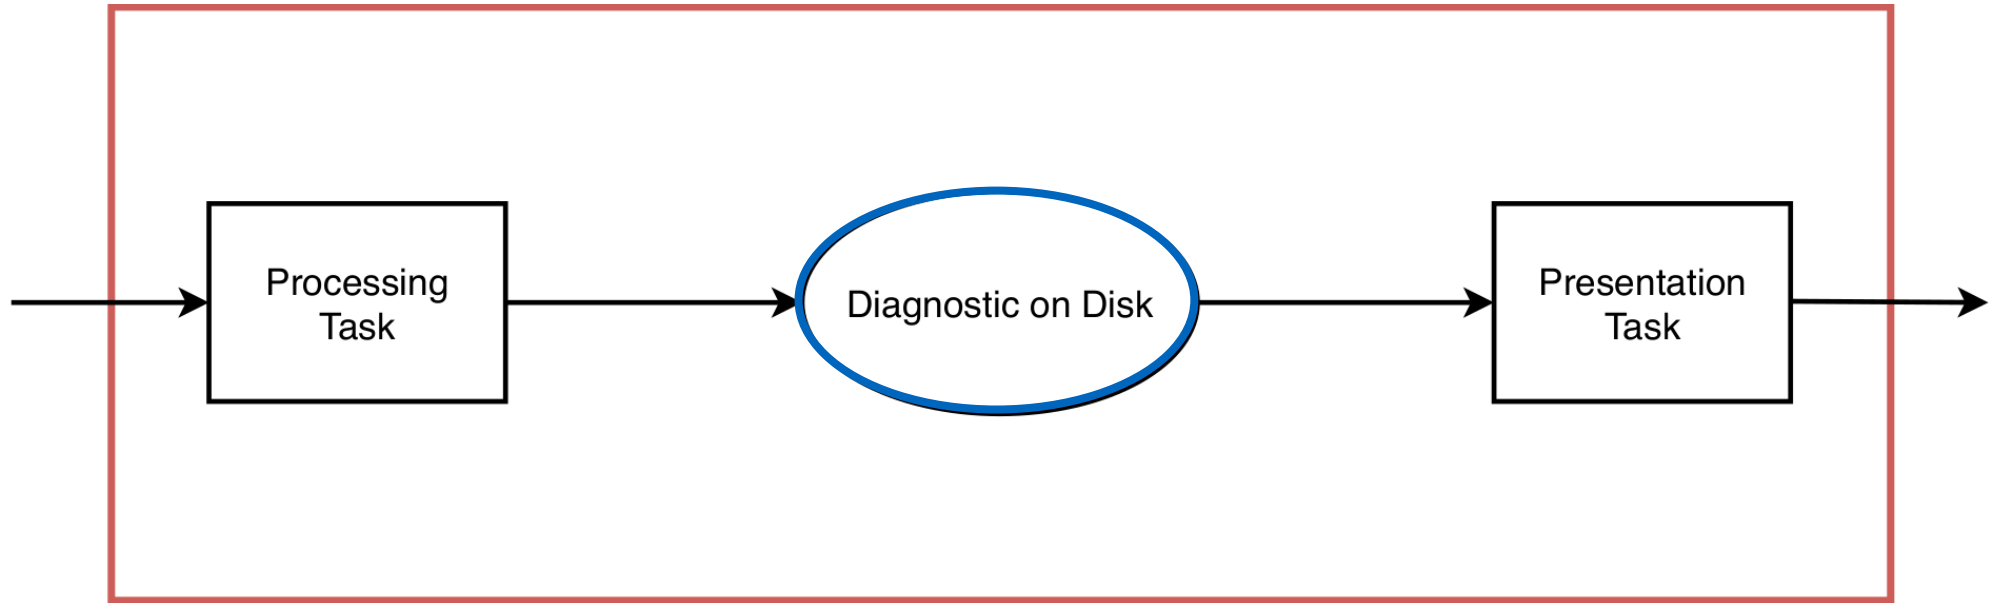 Processing
Task
Diagnostic on Disk
Presentation
Task